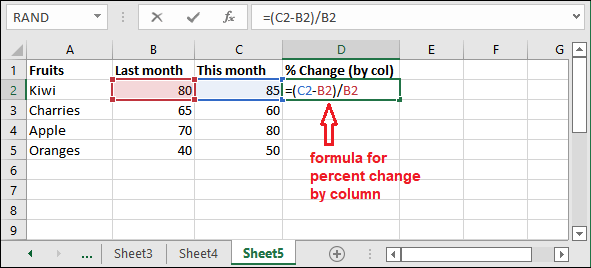 RAND =(C2-B2)/B2
A B C D E F G
1 Fruits Last month This month % Change (by col)
2 Kiwi 80 85 =(C2-B2)/B2
3 Charries 65 60
4 Apple 70 80
5 Oranges 40 50
6
7
8
9
formula for
percent change
by column
... Sheet3 Sheet4 Sheet5